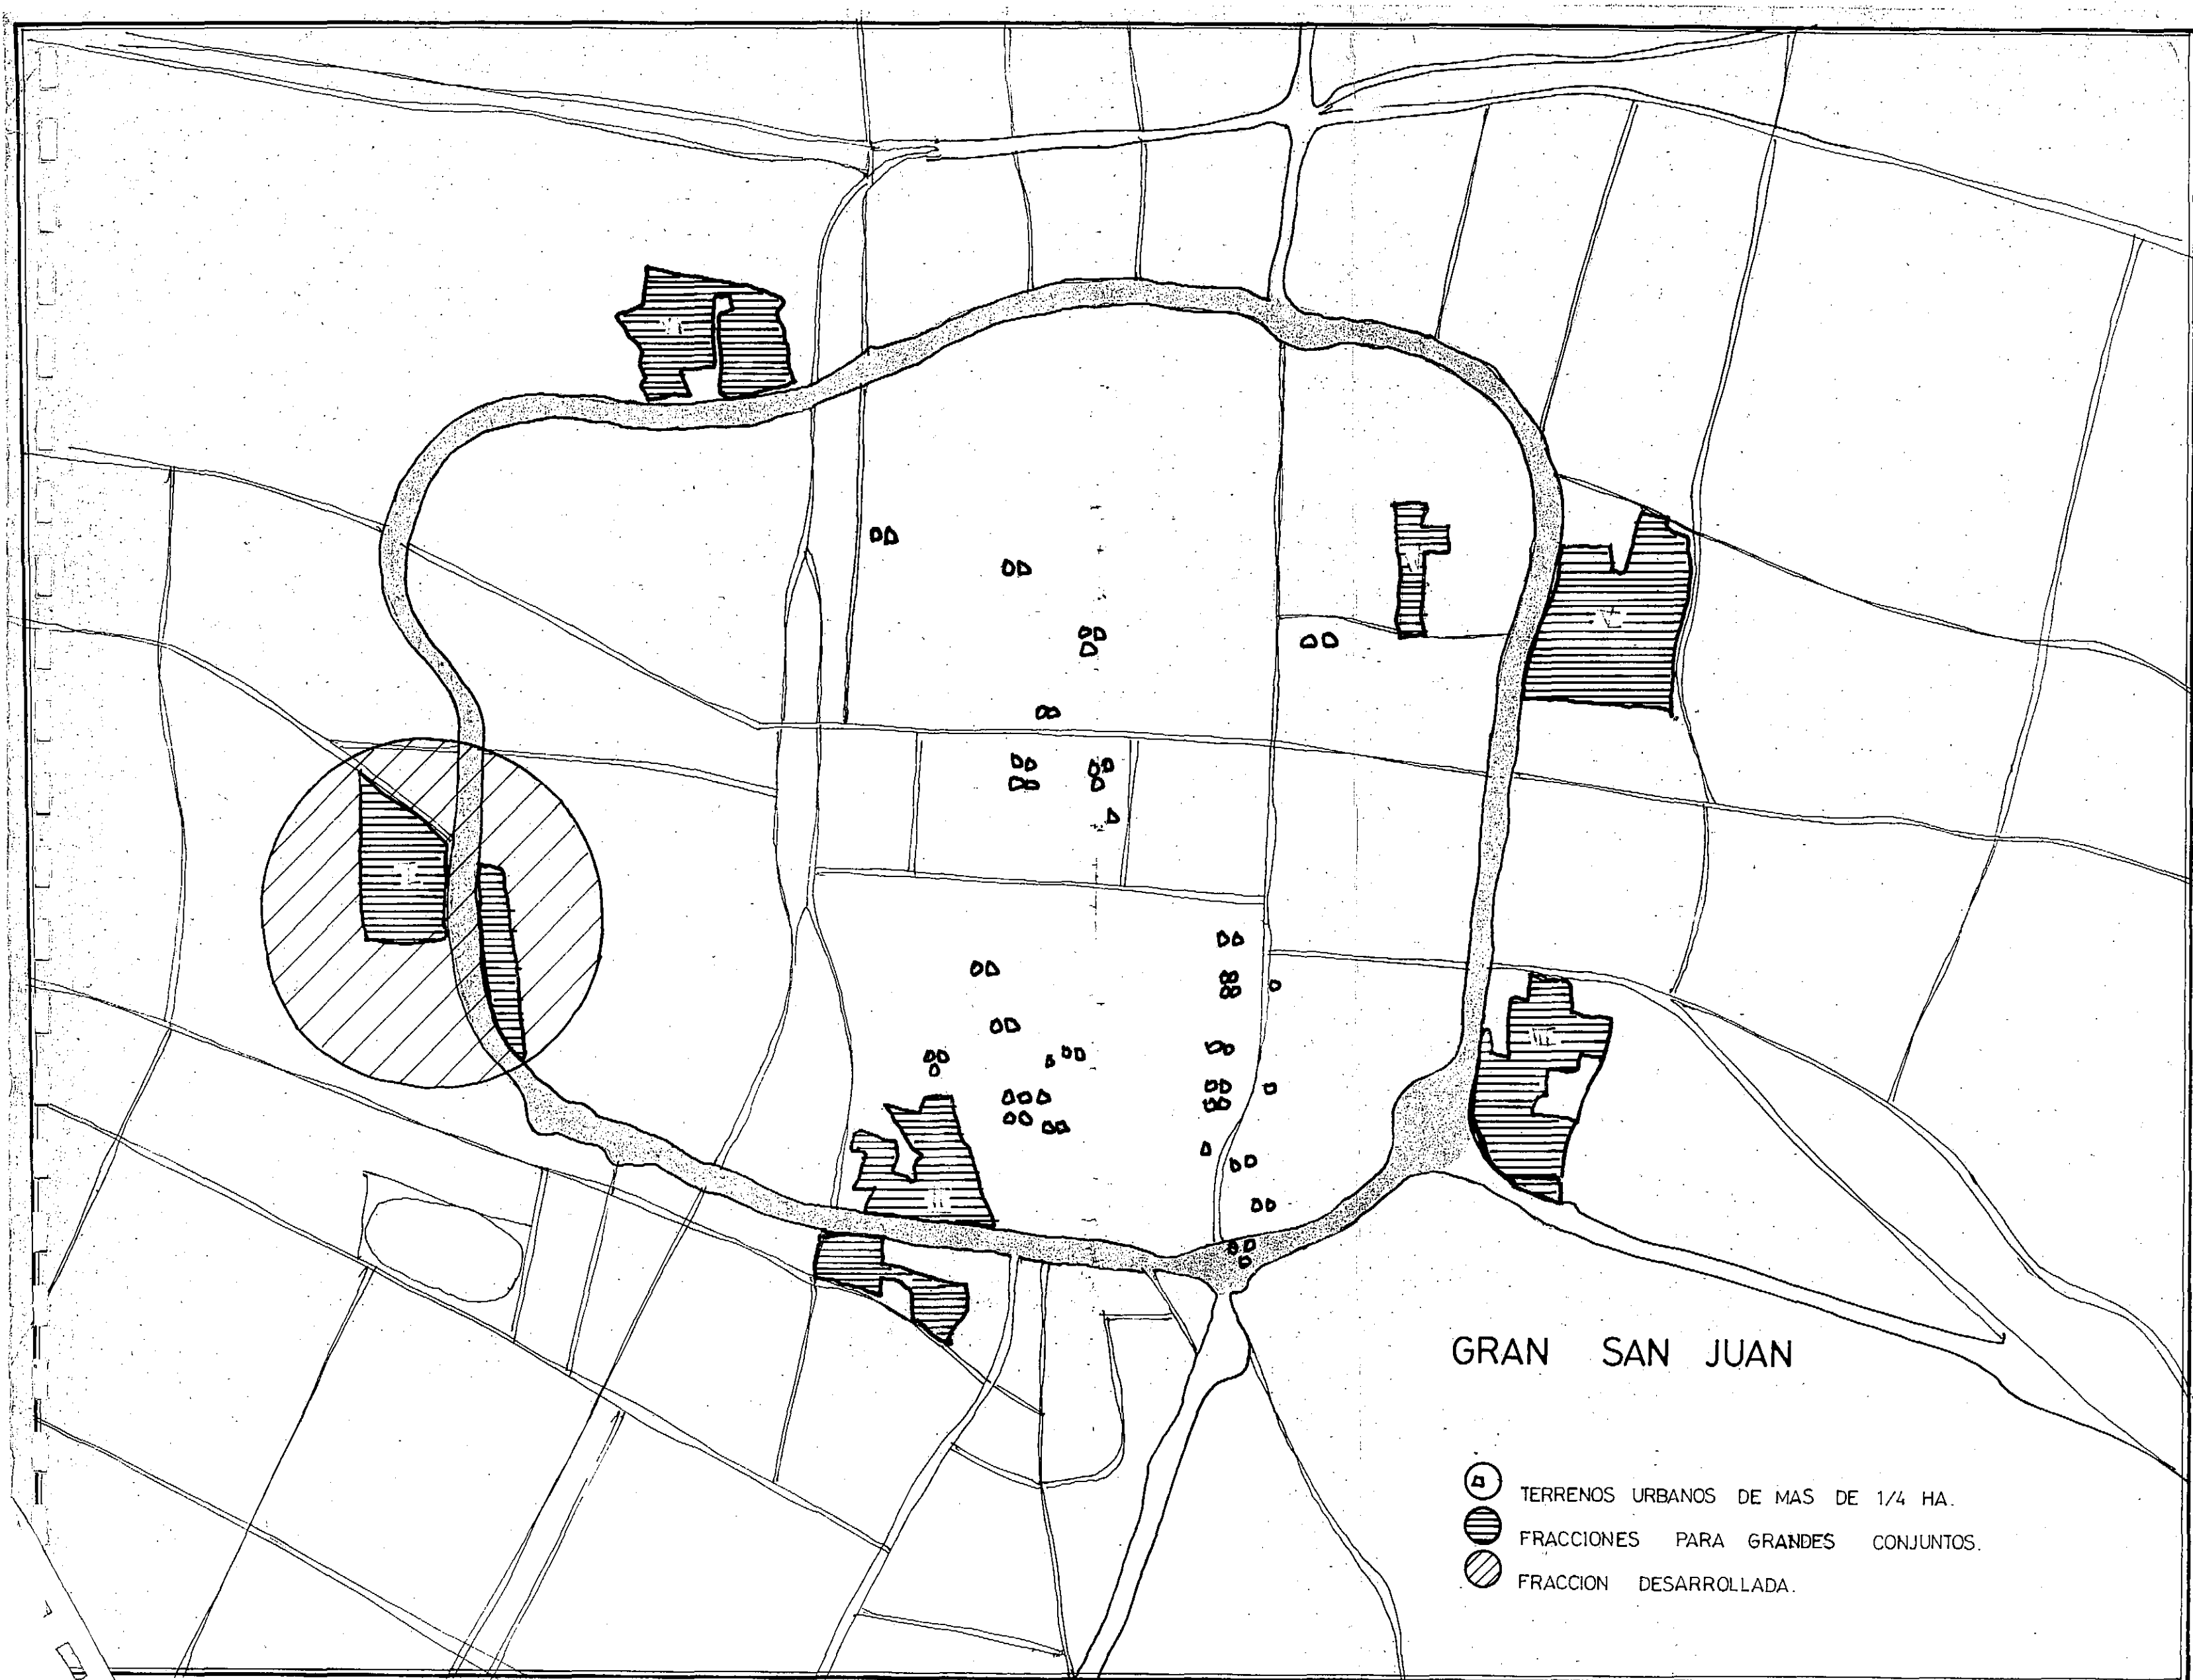 GRAN SAN JUAN
TERRENOS URBANOS DE MAS DE 1/4 HA.
FRACCIONES PARA GRANDES CONJUNTOS.
FRACCION DESARROLLADA.